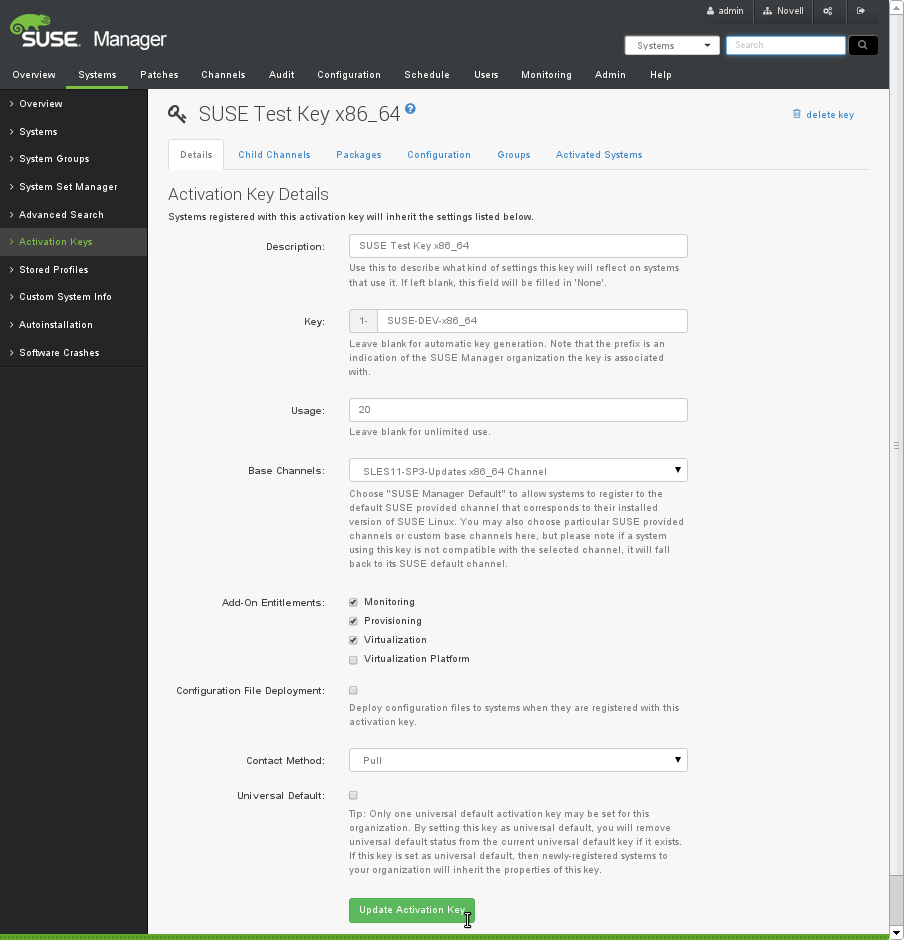 admin Novell
SUSE Manager
Systems Search
Overview Systems Patches Channels Audit Configuration Schedule Users Monitoring Admin Help
Overview
Systems
System Groups
System Set Manager
Advanced Search
Activation Keys
Stored Profiles
Custom System Info
Autoinstallation
Software Crashes
SUSE Test Key x86_64 ?
delete key
Details Child Channels Packages Configuration Groups Activated Systems
Activation Key Details
Systems registered with this activation key will inherit the settings listed below.
Description: SUSE Test Key x86_64
Use this to describe what kind of settings this key will reflect on systems
that use it. If left blank, this field will be filled in 'None'.
Key: 1- SUSE-DEV-x86_64
Leave blank for automatic key generation. Note that the prefix is an
indication of the SUSE Manager organization the key is associated
with.
Usage: 20
Leave blank for unlimited use.
Base Channels: SLES11-SP3-Updates x86_64 Channel
Choose "SUSE Manager Default" to allow systems to register to the
default SUSE provided channel that corresponds to their installed
version of SUSE Linux. You may also choose particular SUSE provided
channels or custom base channels here, but please note if a system
using this key is not compatible with the selected channel, it will fall
back to its SUSE default channel.
Add-On Entitlements: Monitoring
Provisioning
Virtualization
Virtualization Platform
Configuration File Deployment:
Deploy configuration files to systems when they are registered with this
activation key.
Contact Method: Pull
Universal Default:
Tip: Only one universal default activation key may be set for this
organization. By setting this key as universal default, you will remove
universal default status from the current universal default key if it exists.
If this key is set as universal default, then newly-registered systems to
your organization will inherit the properties of this key.
Update Activation Key